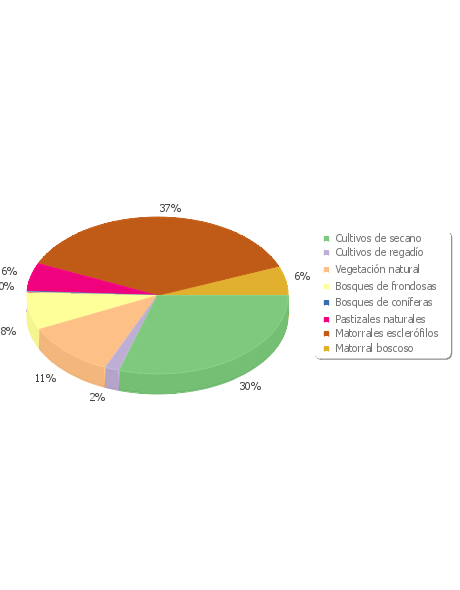 37%
6%
0%
8%
11%
2%
30%
6%
Cultivos de secano
Cultivos de regadío
Vegetación natural
Bosques de frondosas
Bosques de coníferas
Pastizales naturales
Matorrales esclerófilos
Matorral boscoso